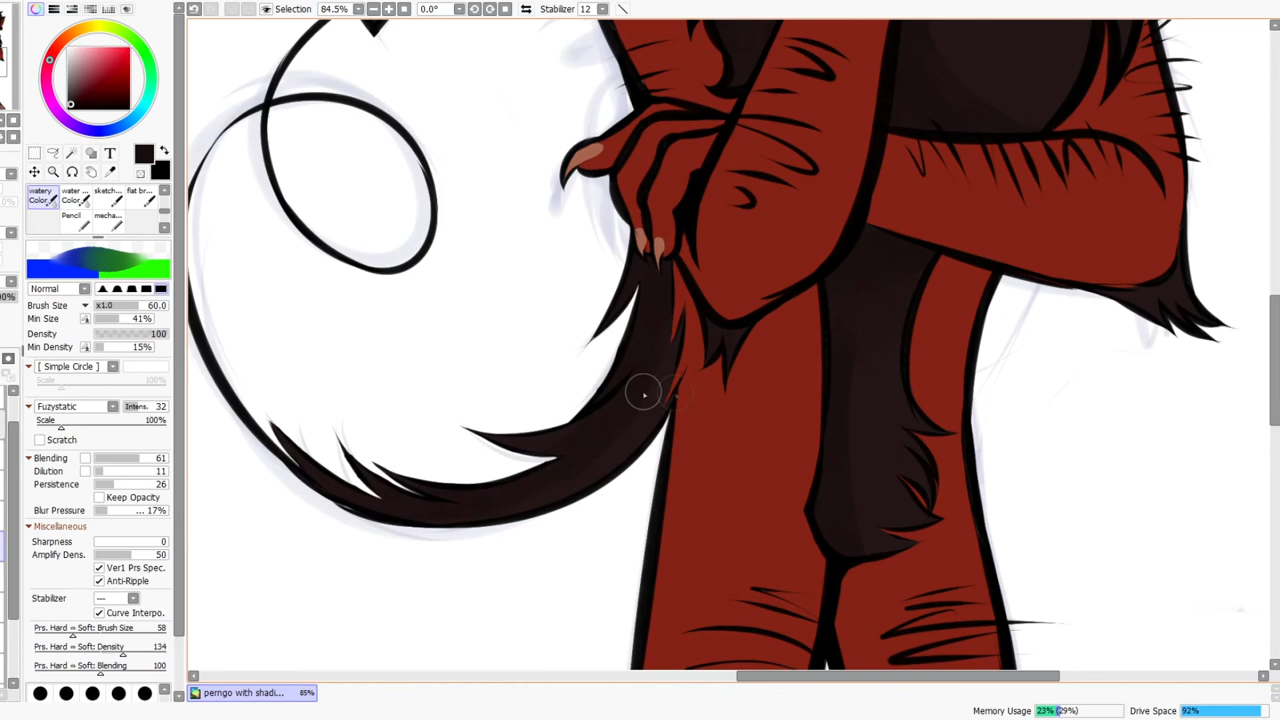 Selection 84.5% 0.0° Stabilizer 12
T
watery Color
water ... Color
sketch...
flat br...
Pencil
mecha...
Normal
Brush Size x1.0 60.0
Min Size 41%
Density 100
Min Density 15%
[ Simple Circle ]
Scale 100%
Fuzystatic Intens. 32
Scale 100%
Scratch
Blending 61
Dilution 11
Persistence 26
Keep Opacity
Blur Pressure ... 17%
Miscellaneous
Sharpness 0
Amplify Dens. 50
Ver1 Prs Spec.
Anti-Ripple
Stabilizer ---
Curve Interpo.
Prs. Hard ⇔ Soft: Brush Size 58
Prs. Hard ⇔ Soft: Density 134
Prs. Hard ⇔ Soft: Blending 100
perngo with shadi... 85%
Memory Usage 23% (29%) Drive Space 92%